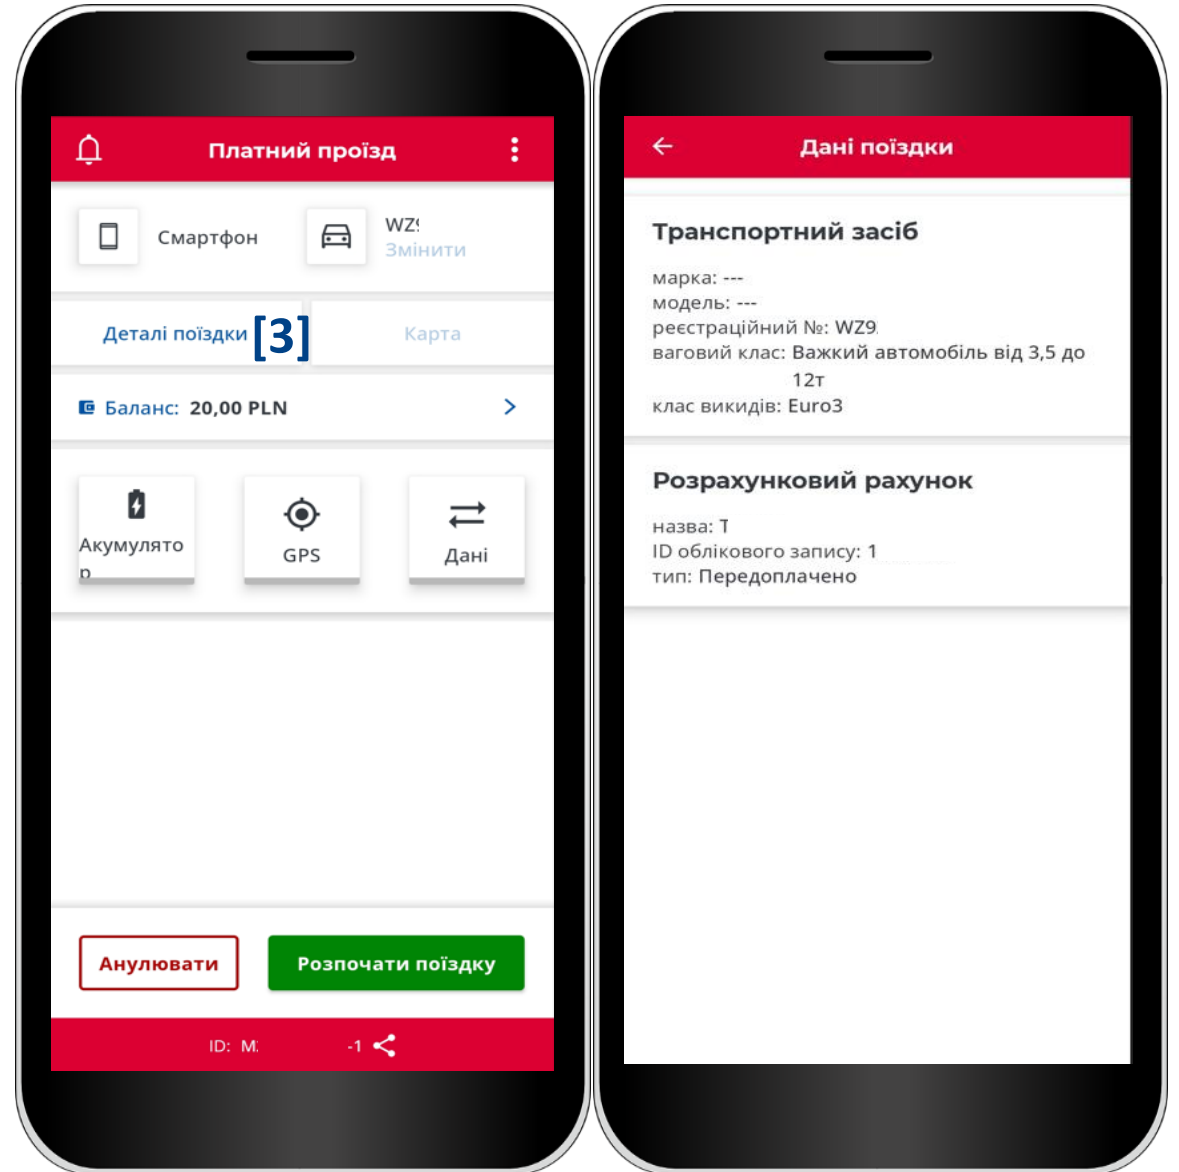 Платний проїзд
Смартфон
WZ9
Змінити
Деталі поїздки [3]
Карта
Баланс: 20,00 PLN
Акумулято
р
GPS
Дані
Анулювати
Розпочати поїздку
ID: M -1
Дані поїздки
Транспортний засіб
марка: ---
модель: ---
реєстраційний №: WZ9
ваговий клас: Важкий автомобіль від 3,5 до
12т
клас викидів: Euro3
Розрахунковий рахунок
назва: T
ID облікового запису: 1
тип: Передоплачено